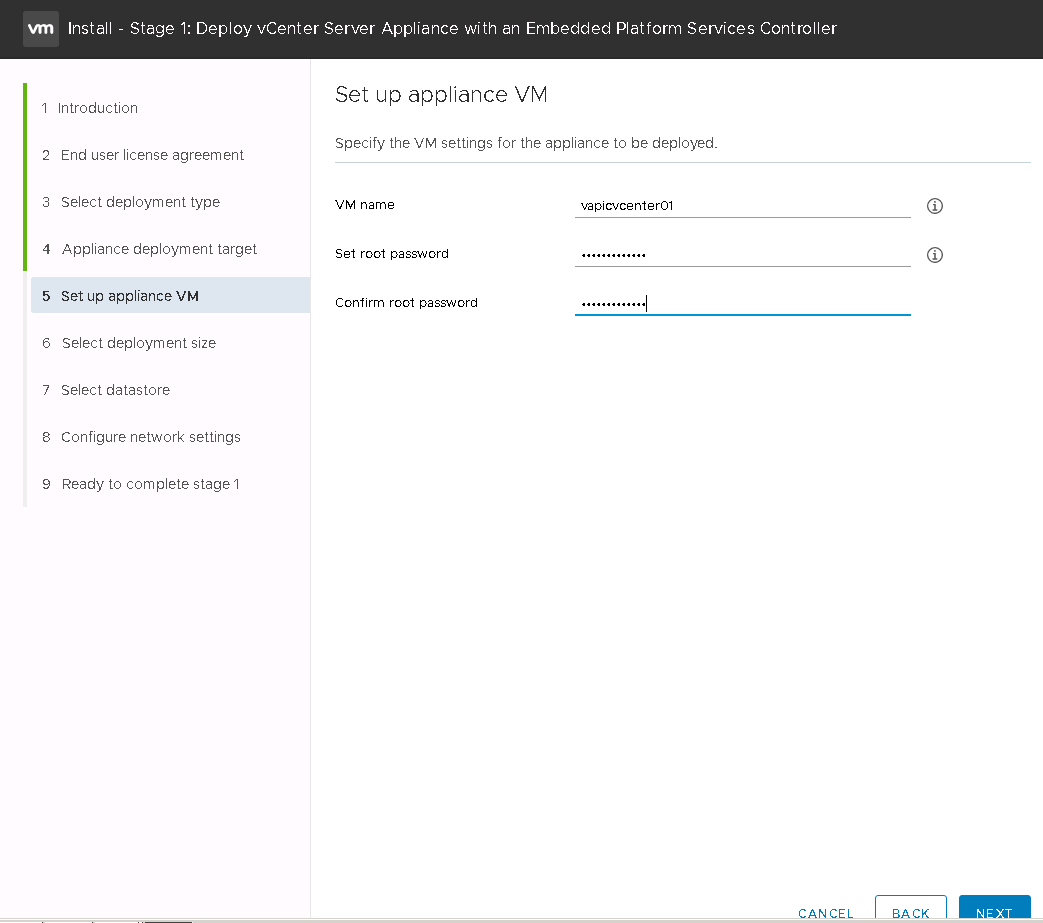 vm Install - Stage 1: Deploy vCenter Server Appliance with an Embedded Platform Services Controller
1 Introduction
2 End user license agreement
3 Select deployment type
4 Appliance deployment target
5 Set up appliance VM
6 Select deployment size
7 Select datastore
8 Configure network settings
9 Ready to complete stage 1
Set up appliance VM
Specify the VM settings for the appliance to be deployed.
VM name vapicvcenter01
Set root password •••••••••••••
Confirm root password •••••••••••••
CANCEL BACK NEXT